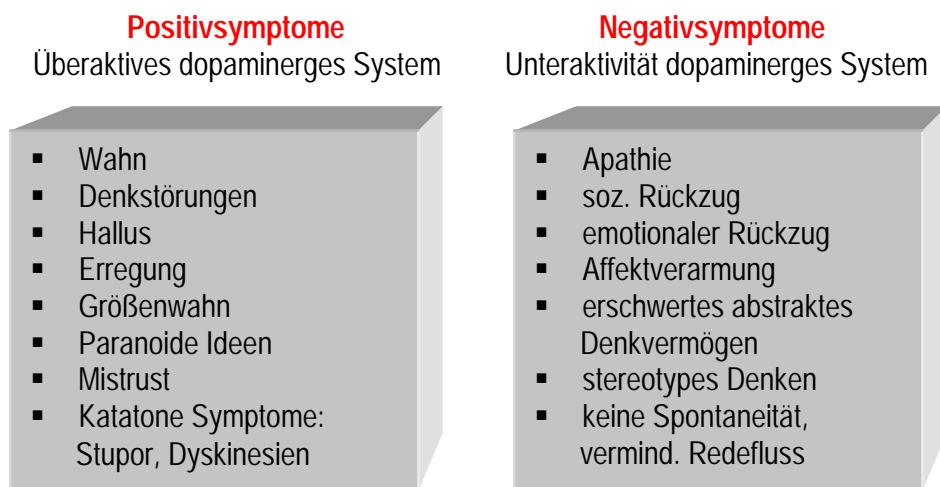 Positivsymptome
Überaktives dopaminerges System
▪ Wahn
▪ Denkstörungen
▪ Hallus
▪ Erregung
▪ Größenwahn
▪ Paranoide Ideen
▪ Mistrust
▪ Katatone Symptome:
Stupor, Dyskinesien
Negativsymptome
Unteraktivität dopaminerges System
▪ Apathie
▪ soz. Rückzug
▪ emotionaler Rückzug
▪ Affektverarmung
▪ erschwertes abstraktes
Denkvermögen
▪ stereotypes Denken
▪ keine Spontaneität,
vermind. Redefluss